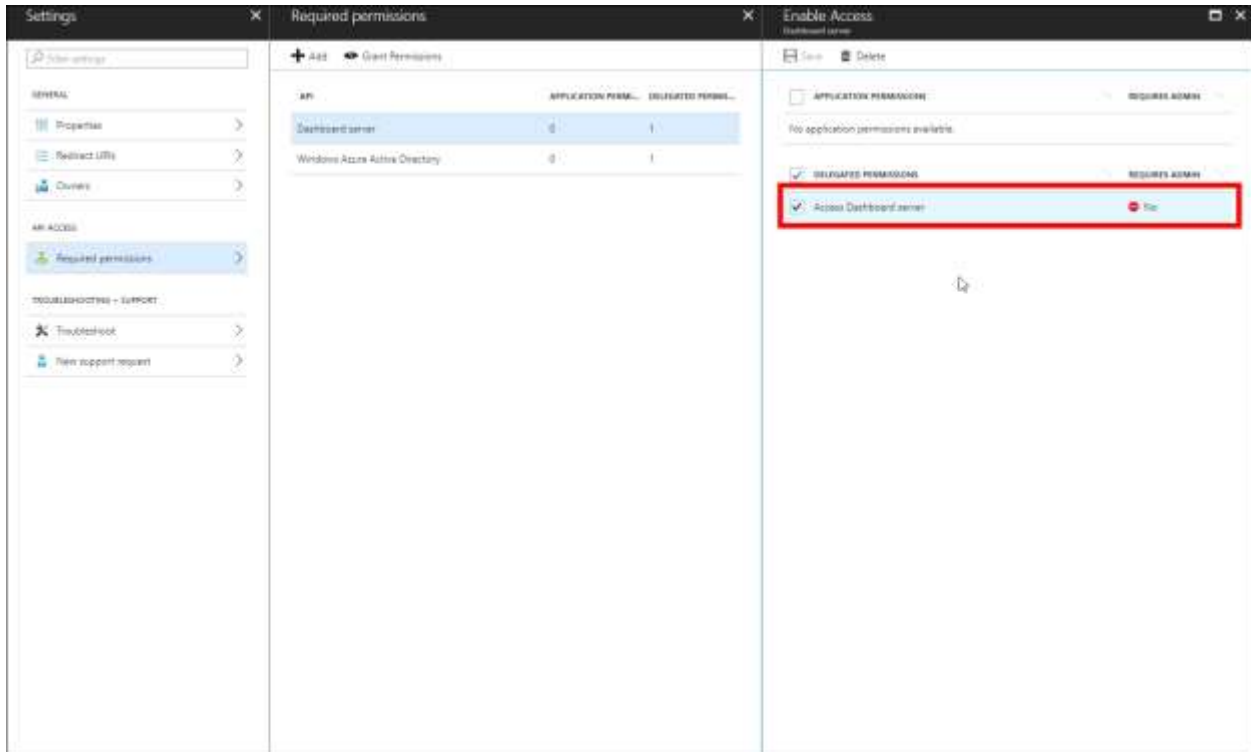 Settings
Filter settings
GENERAL
Properties
Redirect URIs
Owners
API ACCESS
Required permissions
TROUBLESHOOTING + SUPPORT
Troubleshoot
New support request
Required permissions
Add Grant Permissions
API APPLICATION PERMI... DELEGATED PERMIS...
Dashboard server 0 1
Windows Azure Active Directory 0 1
Enable Access
Dashboard server
Save Delete
APPLICATION PERMISSIONS REQUIRES ADMIN
No application permissions available.
DELEGATED PERMISSIONS REQUIRES ADMIN
Access Dashboard server No